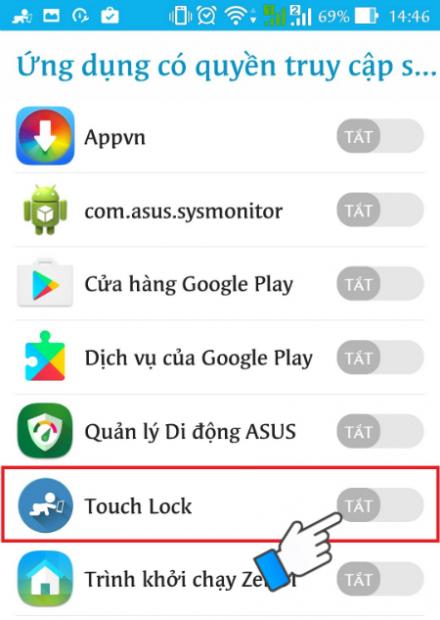 69% 14:46
Ứng dụng có quyền truy cập s...
Appvn TẮT
com.asus.sysmonitor TẮT
Cửa hàng Google Play TẮT
Dịch vụ của Google Play TẮT
Quản lý Di động ASUS TẮT
Touch Lock TẮT
Trình khởi chạy TẮT